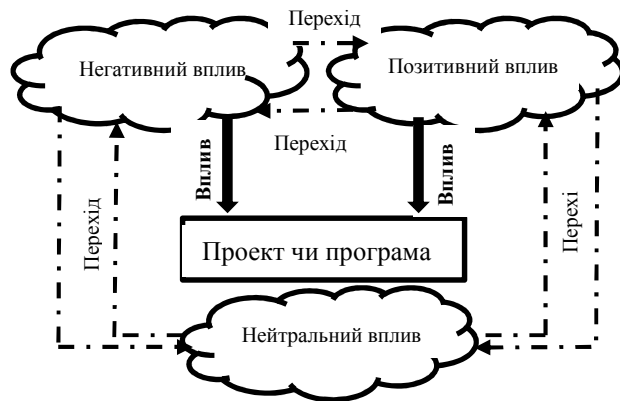 Перехід
Негативний вплив
Позитивний вплив
Перехід
Вплив
Вплив
Перехід
Перехі
Проект чи програма
Нейтральний вплив